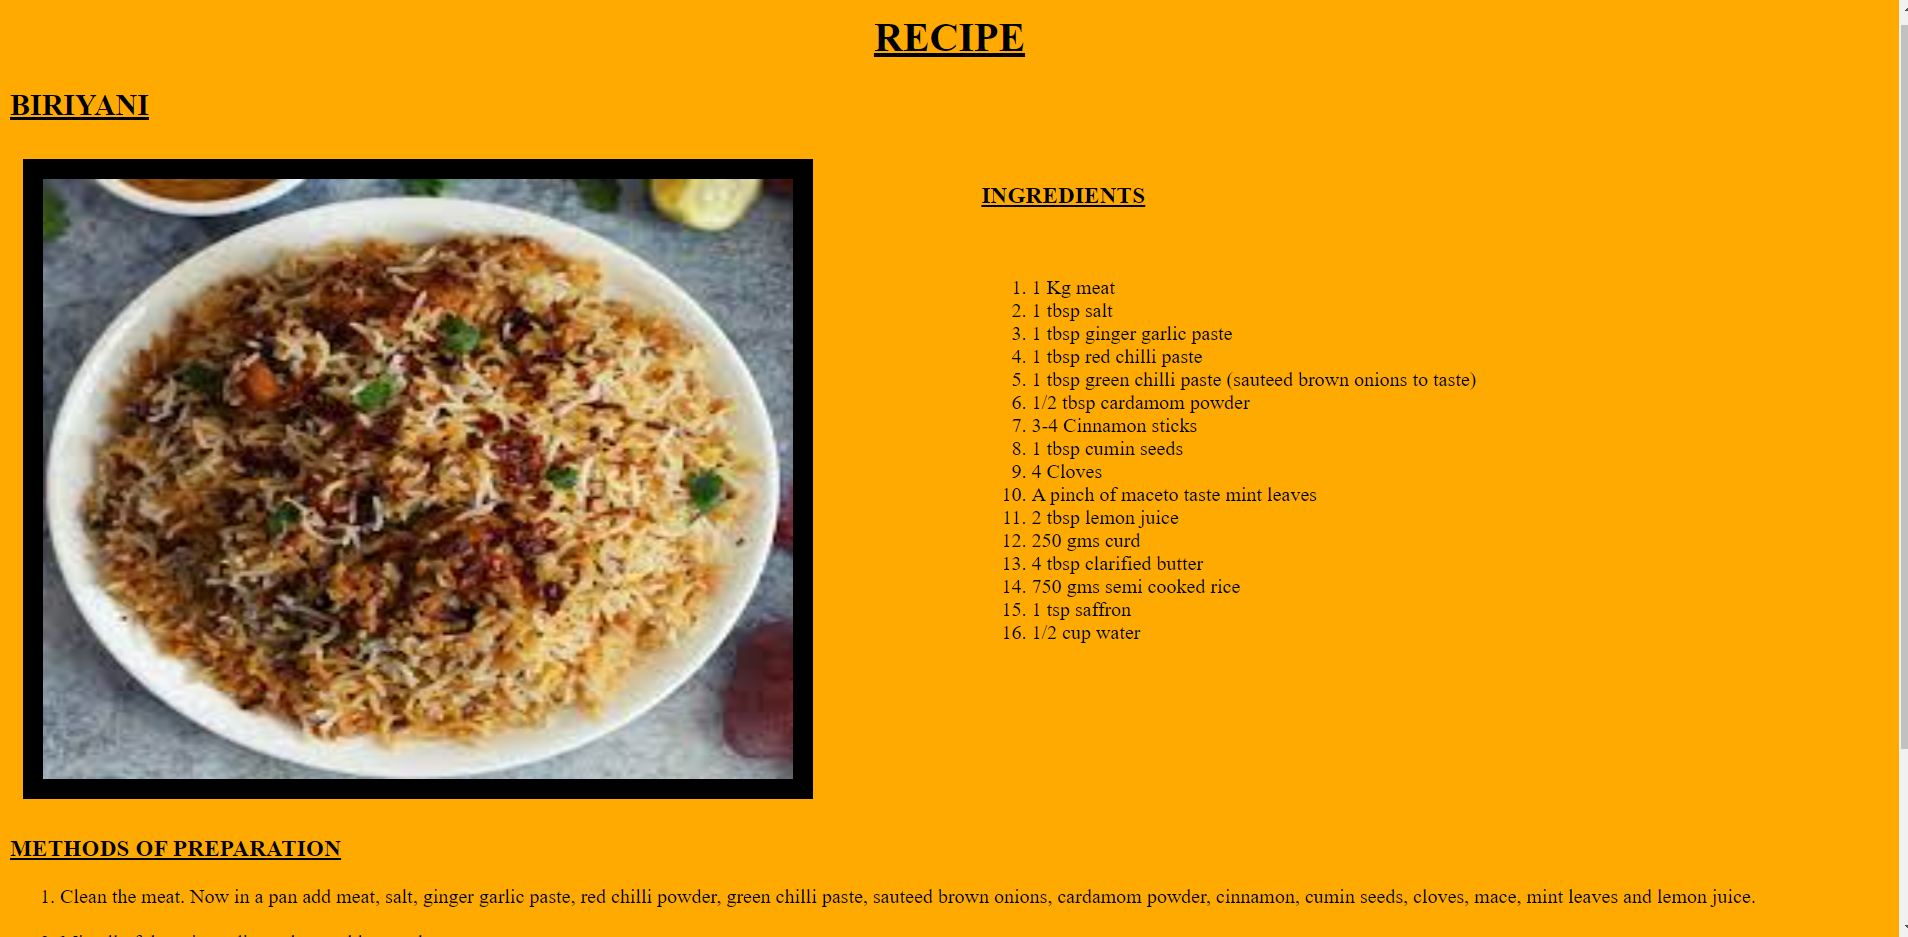 RECIPE
BIRIYANI
INGREDIENTS
1. 1 Kg meat
2. 1 tbsp salt
3. 1 tbsp ginger garlic paste
4. 1 tbsp red chilli paste
5. 1 tbsp green chilli paste (sauteed brown onions to taste)
6. 1/2 tbsp cardamom powder
7. 3-4 Cinnamon sticks
8. 1 tbsp cumin seeds
9. 4 Cloves
10. A pinch of maceto taste mint leaves
11. 2 tbsp lemon juice
12. 250 gms curd
13. 4 tbsp clarified butter
14. 750 gms semi cooked rice
15. 1 tsp saffron
16. 1/2 cup water
METHODS OF PREPARATION
1. Clean the meat. Now in a pan add meat, salt, ginger garlic paste, red chilli powder, green chilli paste, sauteed brown onions, cardamom powder, cinnamon, cumin seeds, cloves, mace, mint leaves and lemon juice.